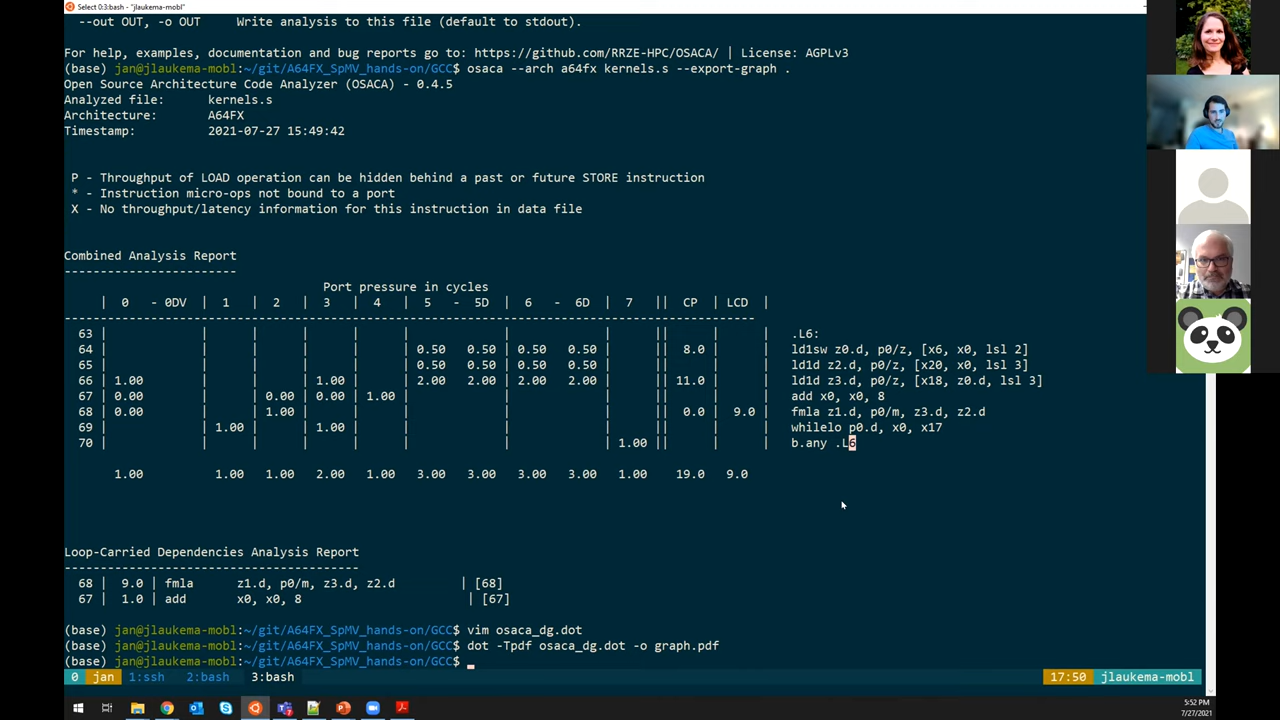 Select 0:3:bash - "jlaukema-mobl"
--out OUT, -o OUT     Write analysis to this file (default to stdout).
For help, examples, documentation and bug reports go to: https://github.com/RRZE-HPC/OSACA/ | License: AGPLv3
(base) jan@jlaukema-mobl:~/git/A64FX_SpMV_hands-on/GCC$ osaca --arch a64fx kernels.s --export-graph .
Open Source Architecture Code Analyzer (OSACA) - 0.4.5
Analyzed file:      kernels.s
Architecture:       A64FX
Timestamp:          2021-07-27 15:49:42
P - Throughput of LOAD operation can be hidden behind a past or future STORE instruction
* - Instruction micro-ops not bound to a port
X - No throughput/latency information for this instruction in data file
Combined Analysis Report
------------------------
Port pressure in cycles
| 0 - 0DV | 1 | 2 | 3 | 4 | 5 - 5D | 6 - 6D | 7 || CP | LCD |
-------------------------------------------------------------------------------------------------
63 | | | | | | | | || | | .L6:
64 | | | | | | 0.50 0.50 | 0.50 0.50 | || 8.0 | | ld1sw z0.d, p0/z, [x6, x0, lsl 2]
65 | | | | | | 0.50 0.50 | 0.50 0.50 | || | | ld1d z2.d, p0/z, [x20, x0, lsl 3]
66 | 1.00 | | | 1.00 | | 2.00 2.00 | 2.00 2.00 | || 11.0 | | ld1d z3.d, p0/z, [x18, z0.d, lsl 3]
67 | 0.00 | | 0.00 | 0.00 | 1.00 | | | || | | add x0, x0, 8
68 | 0.00 | | 1.00 | | | | | || 0.0 | 9.0 | fmla z1.d, p0/m, z3.d, z2.d
69 | | 1.00 | | 1.00 | | | | || | | whilelo p0.d, x0, x17
70 | | | | | | | | 1.00 || | | b.any .L6
1.00 1.00 1.00 2.00 1.00 3.00 3.00 3.00 3.00 1.00 19.0 9.0
Loop-Carried Dependencies Analysis Report
-----------------------------------------
68 | 9.0 | fmla z1.d, p0/m, z3.d, z2.d | [68]
67 | 1.0 | add x0, x0, 8 | [67]
(base) jan@jlaukema-mobl:~/git/A64FX_SpMV_hands-on/GCC$ vim osaca_dg.dot
(base) jan@jlaukema-mobl:~/git/A64FX_SpMV_hands-on/GCC$ dot -Tpdf osaca_dg.dot -o graph.pdf
(base) jan@jlaukema-mobl:~/git/A64FX_SpMV_hands-on/GCC$
0 jan 1:ssh 2:bash 3:bash 17:50 jlaukema-mobl
5:52 PM
7/27/2021